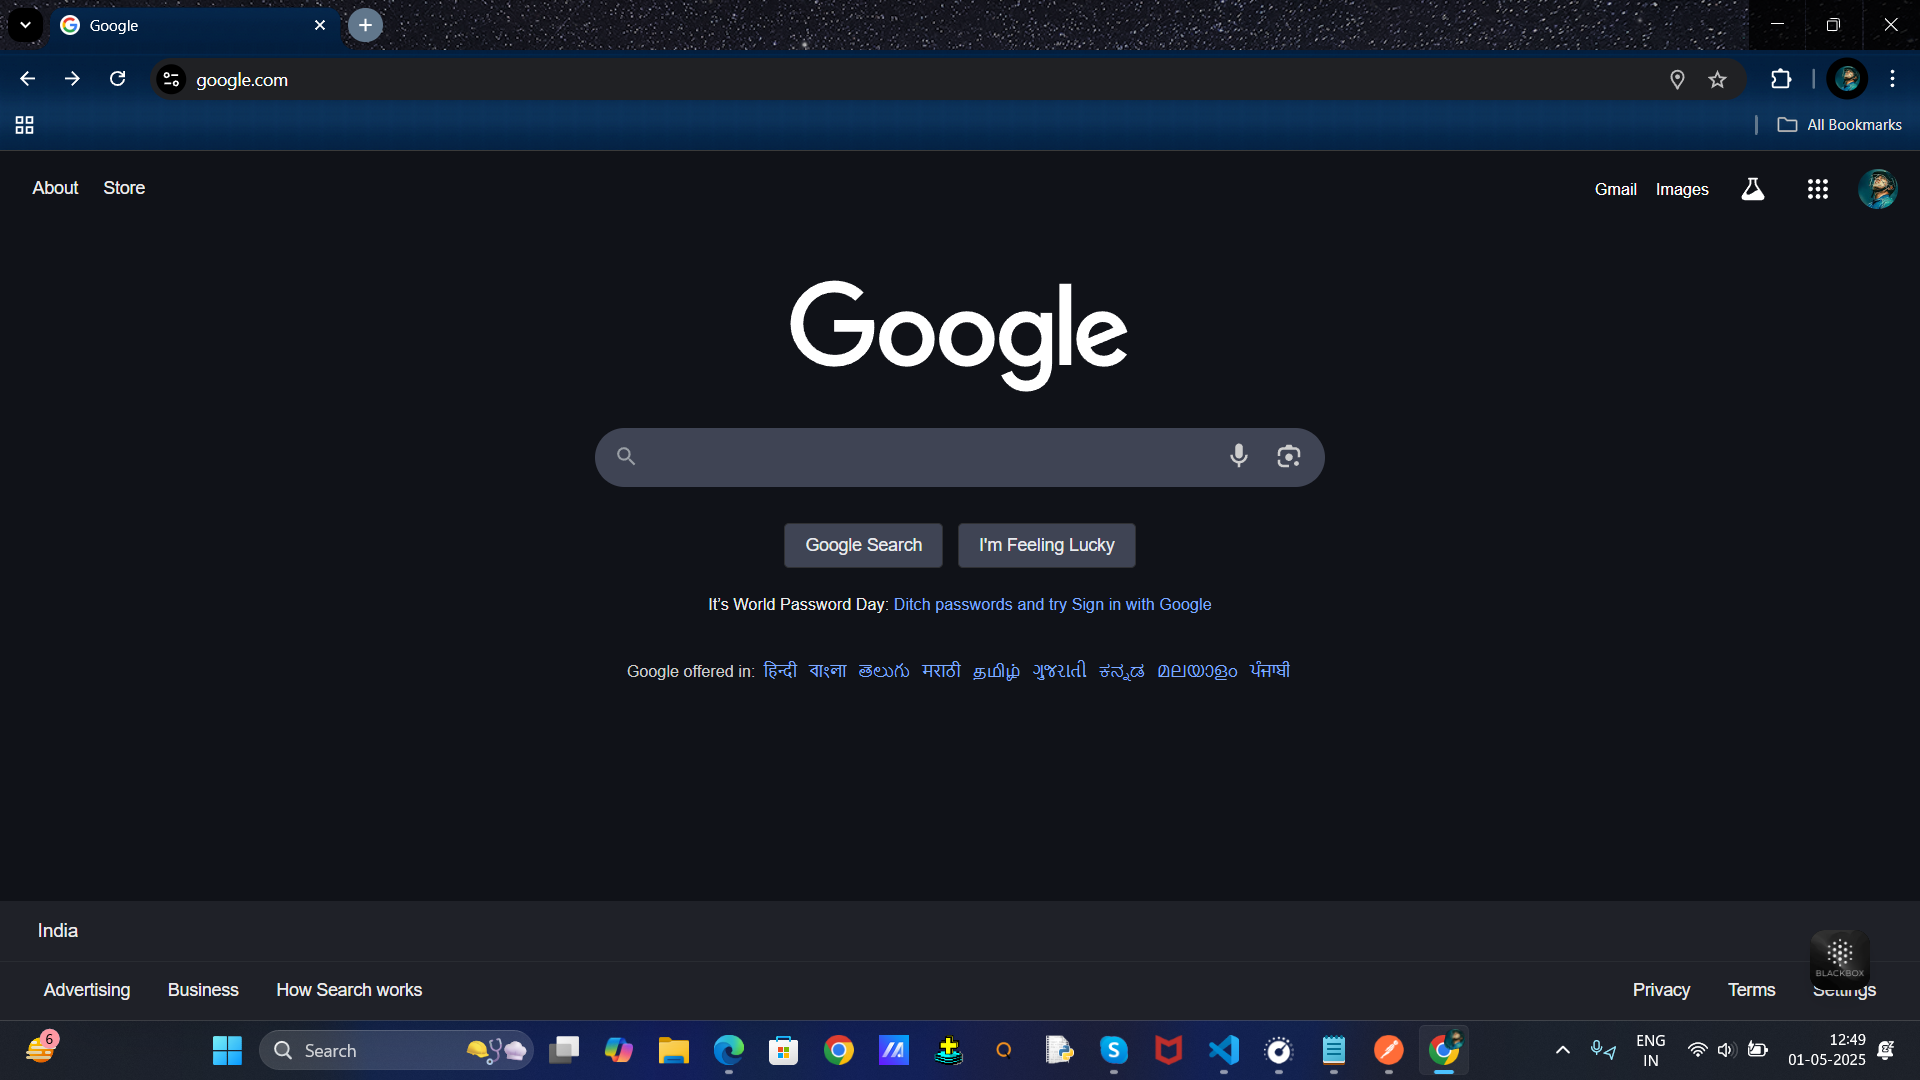 Google
google.com
All Bookmarks
About Store
Gmail Images
Google
Google Search I'm Feeling Lucky
It's World Password Day: Ditch passwords and try Sign in with Google
Google offered in: हिन्दी বাংলা తెలుగు मराठी தமிழ் ગુજરાતી ಕನ್ನಡ മലയാളം ਪੰਜਾਬੀ
India
BLACKBOX
Advertising Business How Search works
Privacy Terms Settings
6
Search
S
ENG
IN
12:49
01-05-2025